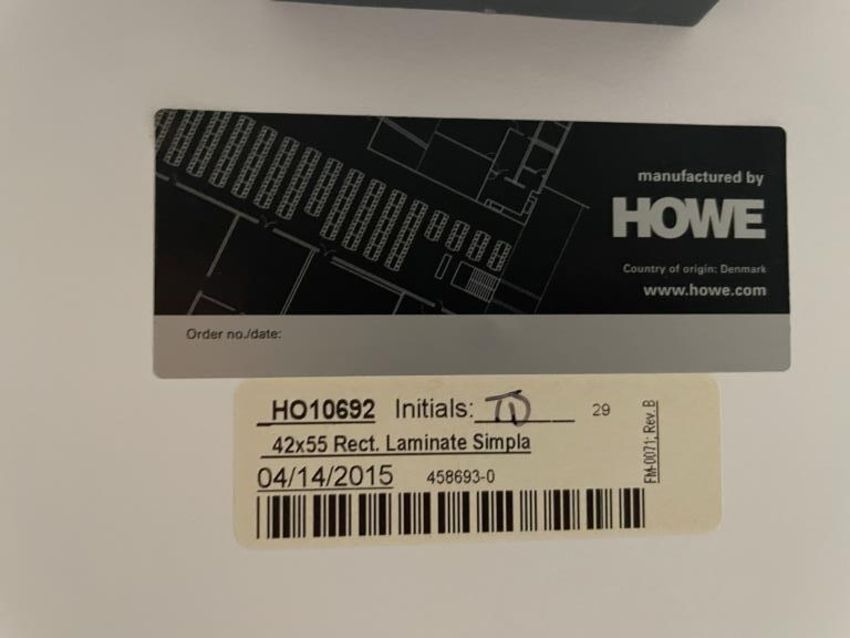 manufactured by
HOWE
Country of origin: Denmark
www.howe.com
Order no./date:
HO10692 Initials: TD 29
42x55 Rect. Laminate Simpla
04/14/2015 458693-0
FM-0071; Rev. B